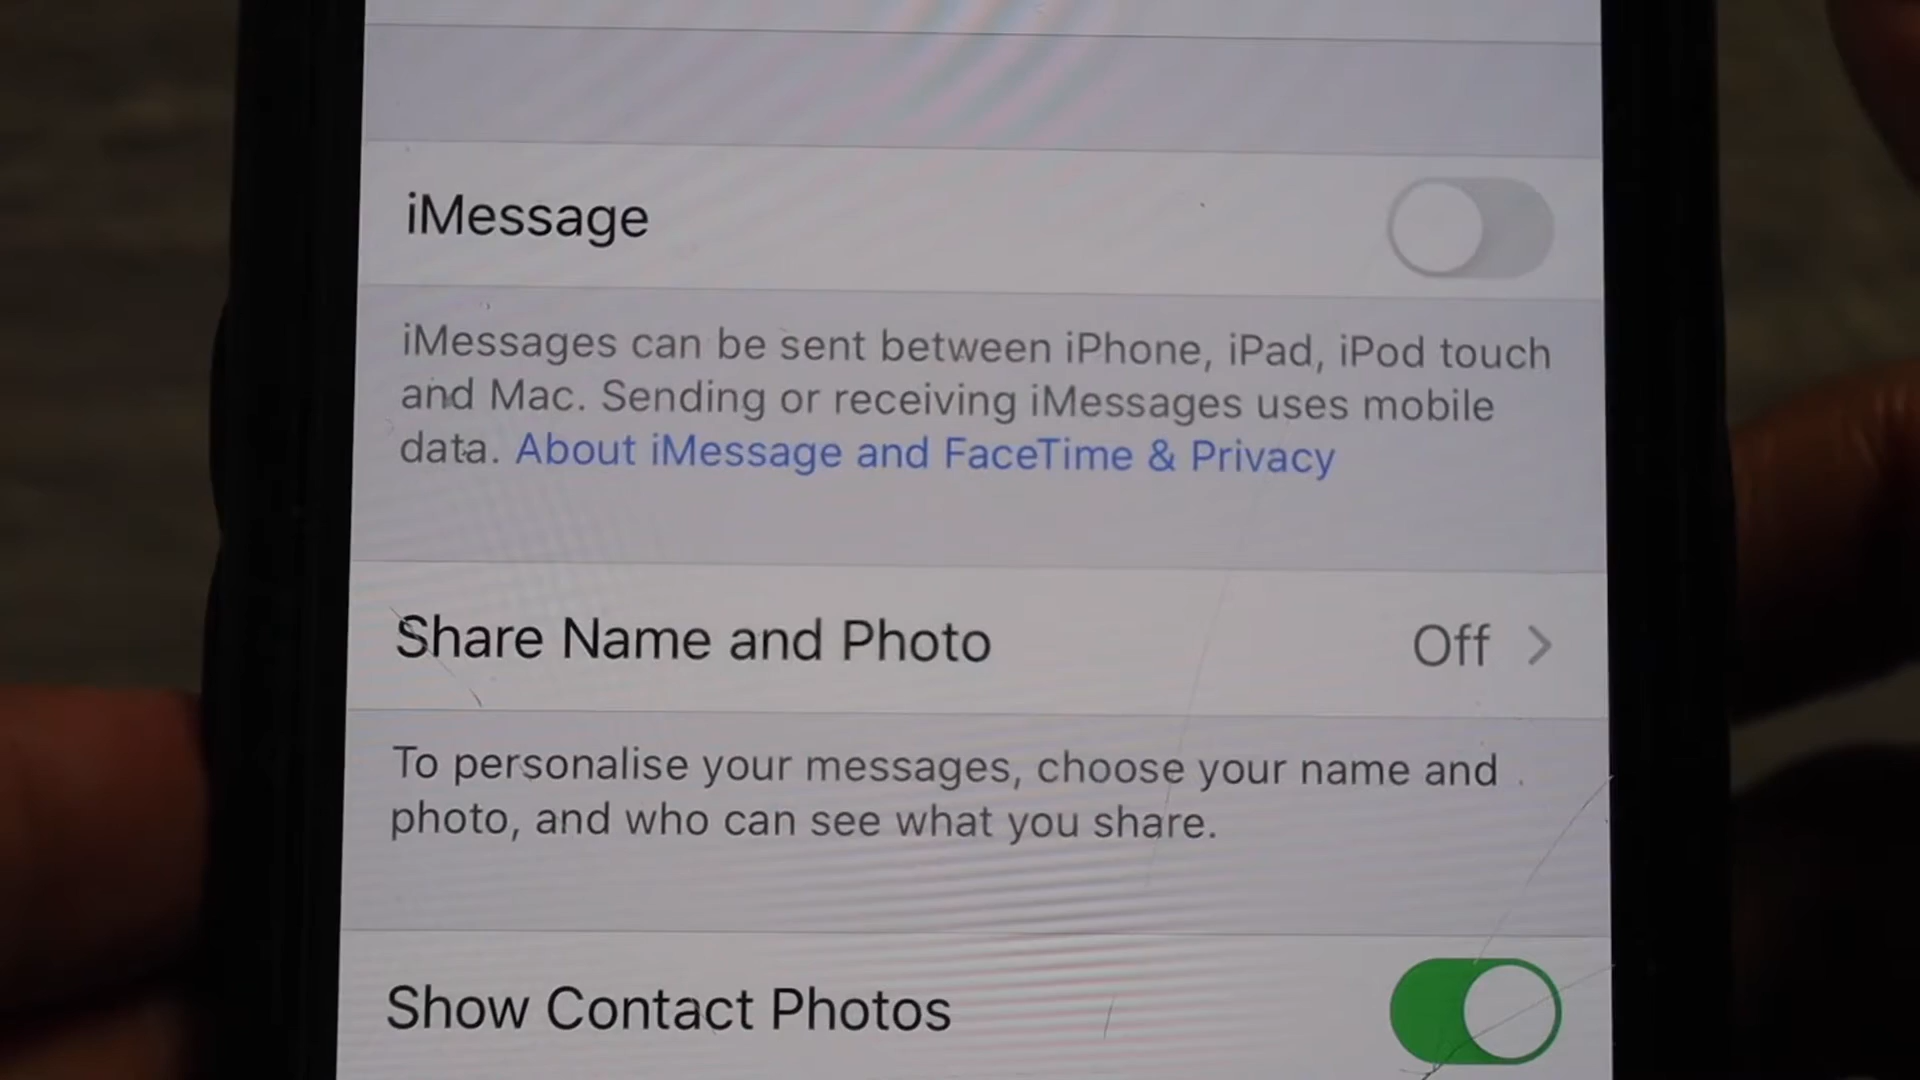 iMessage
iMessages can be sent between iPhone, iPad, iPod touch
and Mac. Sending or receiving iMessages uses mobile
data. About iMessage and FaceTime & Privacy
Share Name and Photo Off >
To personalise your messages, choose your name and
photo, and who can see what you share.
Show Contact Photos